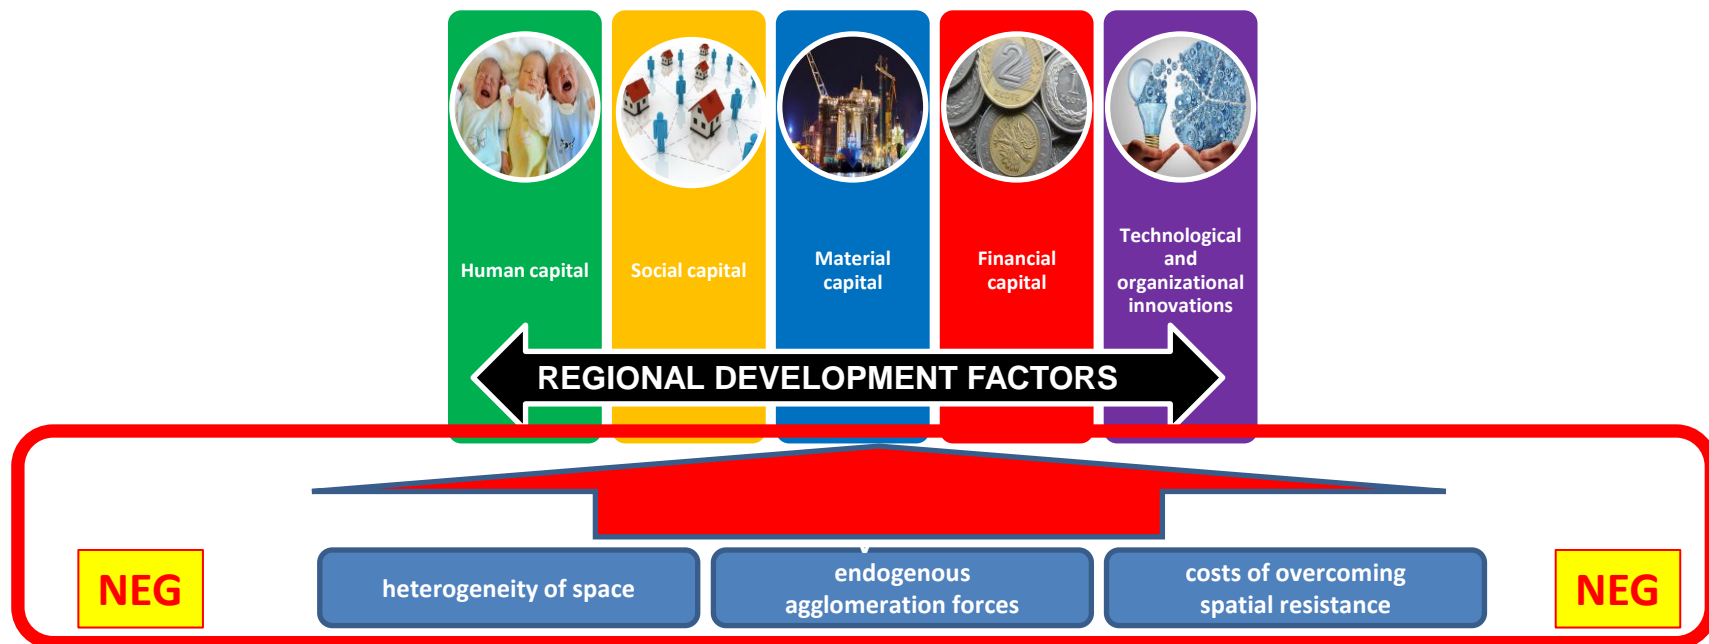 Human capital
Social capital
Material
capital
Financial
capital
Technological
and
organizational
innovations
REGIONAL DEVELOPMENT FACTORS
NEG
heterogeneity of space
endogenous
agglomeration forces
costs of overcoming
spatial resistance
NEG